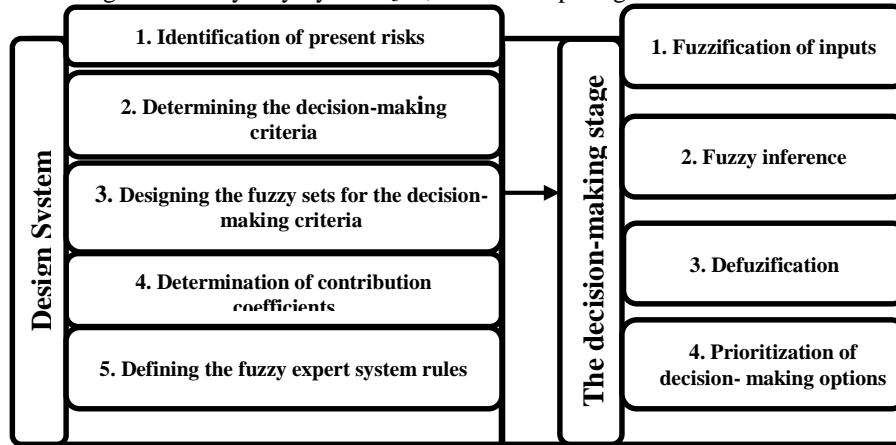 Design System
1. Identification of present risks
2. Determining the decision-making
criteria
3. Designing the fuzzy sets for the decision-
making criteria
4. Determination of contribution
coefficients
5. Defining the fuzzy expert system rules
The decision-making stage
1. Fuzzification of inputs
2. Fuzzy inference
3. Defuzification
4. Prioritization of
decision- making options